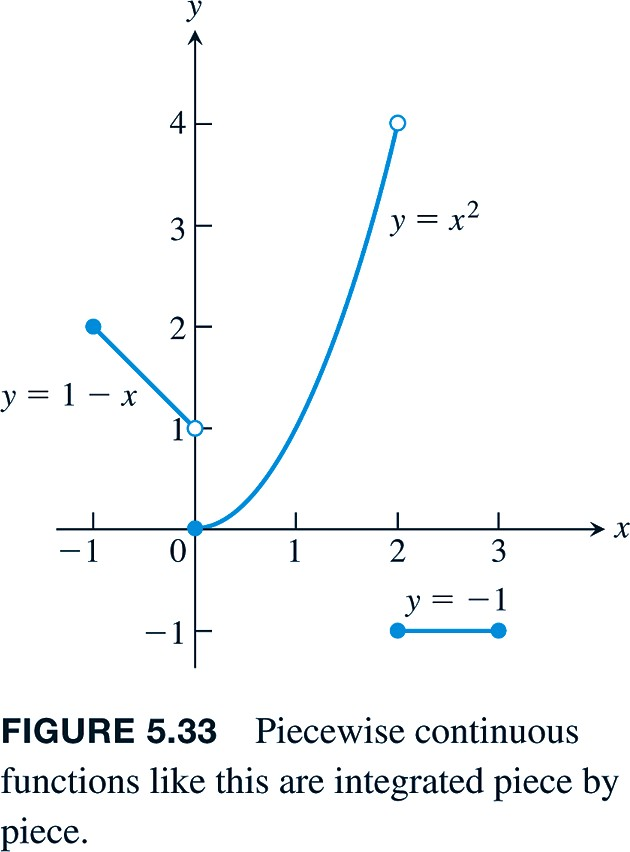 y
4
3
y = x²
2
y = 1 − x
1
−1 0 1 2 3 x
y = −1
−1
FIGURE 5.33 Piecewise continuous
functions like this are integrated piece by
piece.